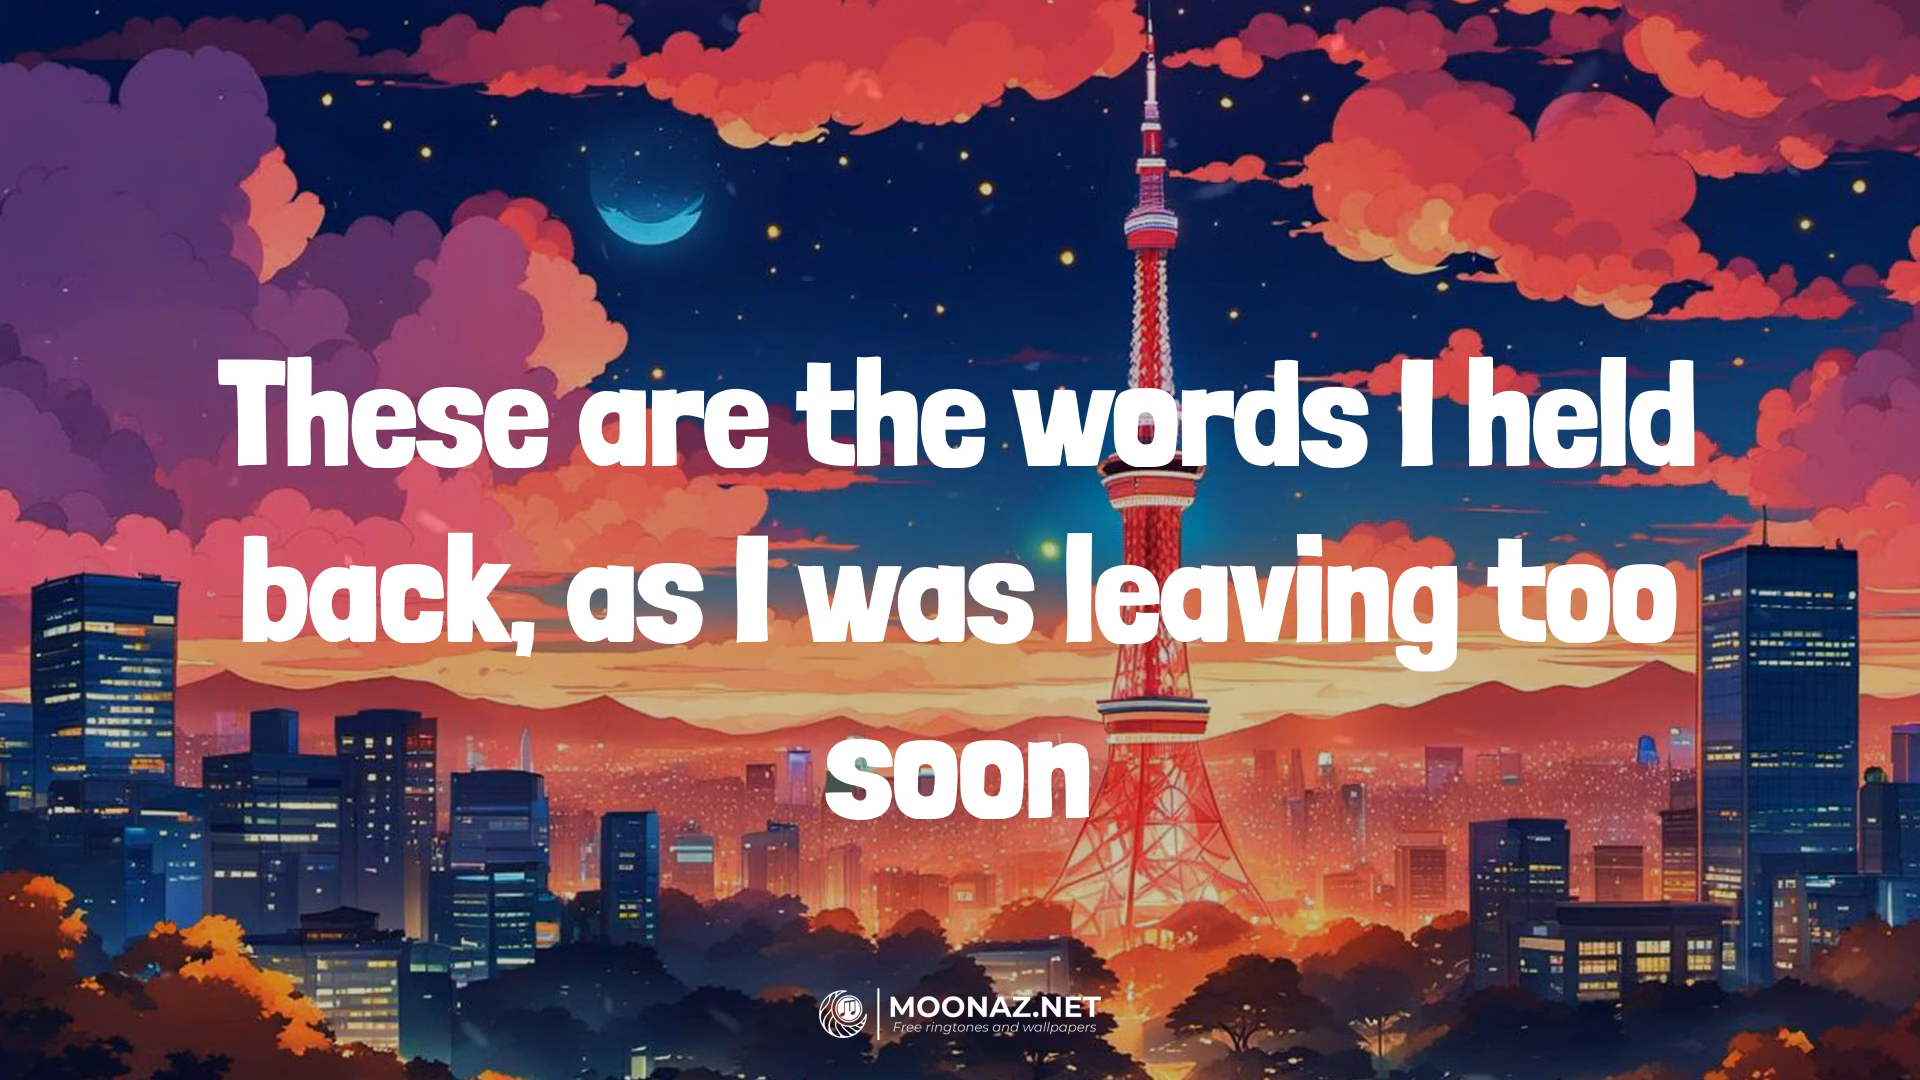 These are the words I held
back, as I was leaving too
soon
MOONAZ.NET
Free ringtones and wallpapers